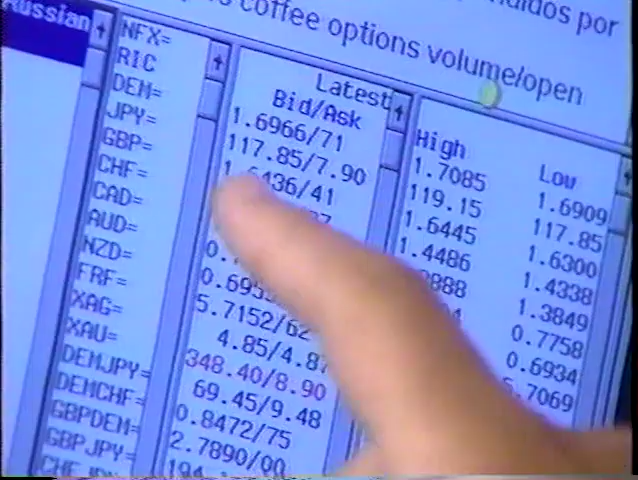 coffee options volume/open
por
Russian
NFX=
RIC
DEM=
JPY=
GBP=
CHF=
CAD=
AUD=
NZD=
FRF=
XAG=
XAU=
DEMJPY=
DEMCHF=
GBPDEM=
GBPJPY=
Latest
Bid/Ask
1.6966/71
117.85/7.90
1.6436/41
5.7152/62
4.85/4.87
348.40/8.90
69.45/9.48
0.8472/75
2.7890/00
High
1.7085
119.15
1.6445
1.4486
Low
1.6909
117.85
1.6300
1.4338
1.3849
0.7758
0.6934
5.7069